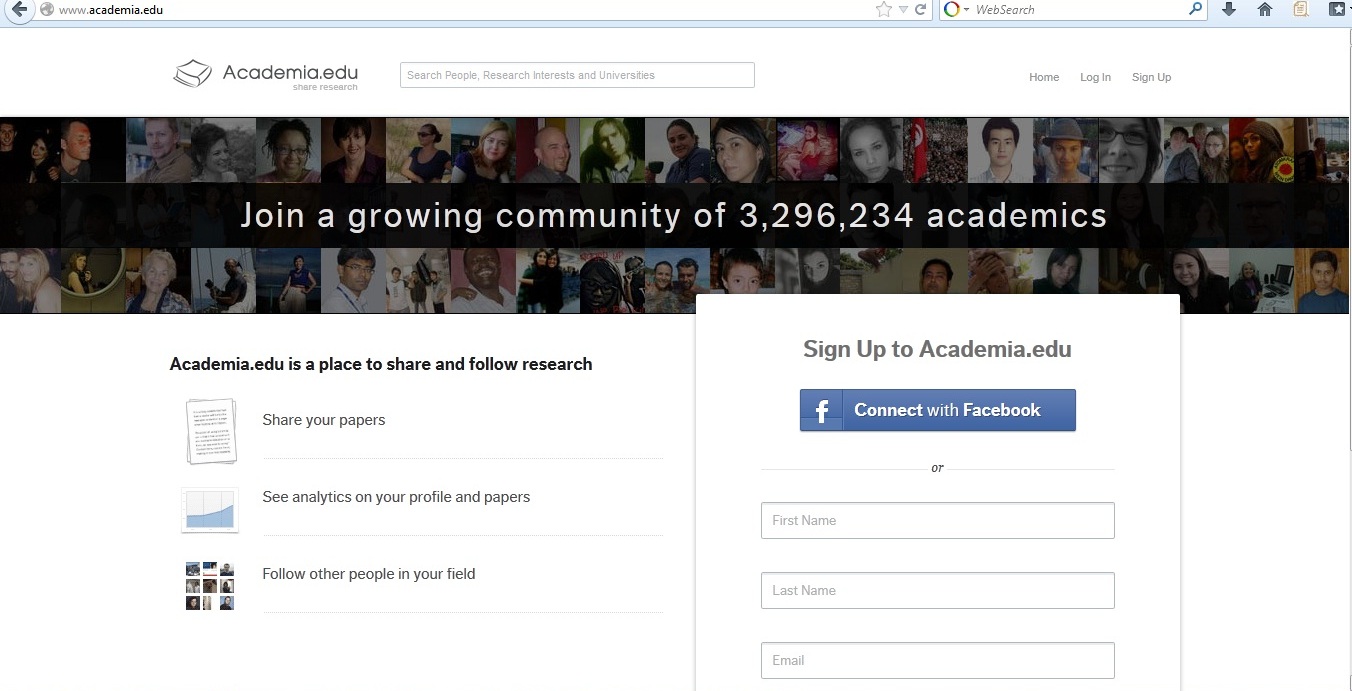 www.academia.edu
WebSearch
Academia.edu
share research
Search People, Research Interests and Universities
Home Log In Sign Up
Join a growing community of 3,296,234 academics
Academia.edu is a place to share and follow research
Share your papers
See analytics on your profile and papers
Follow other people in your field
Sign Up to Academia.edu
f Connect with Facebook
or
First Name
Last Name
Email